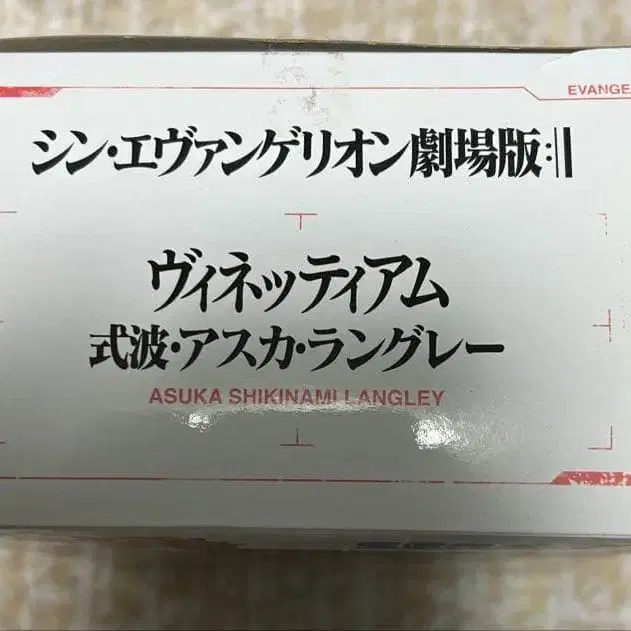 EVANGE
シン・エヴァンゲリオン劇場版:||
ヴィネッティアム
式波・アスカ・ラングレー
ASUKA SHIKINAMI LANGLEY